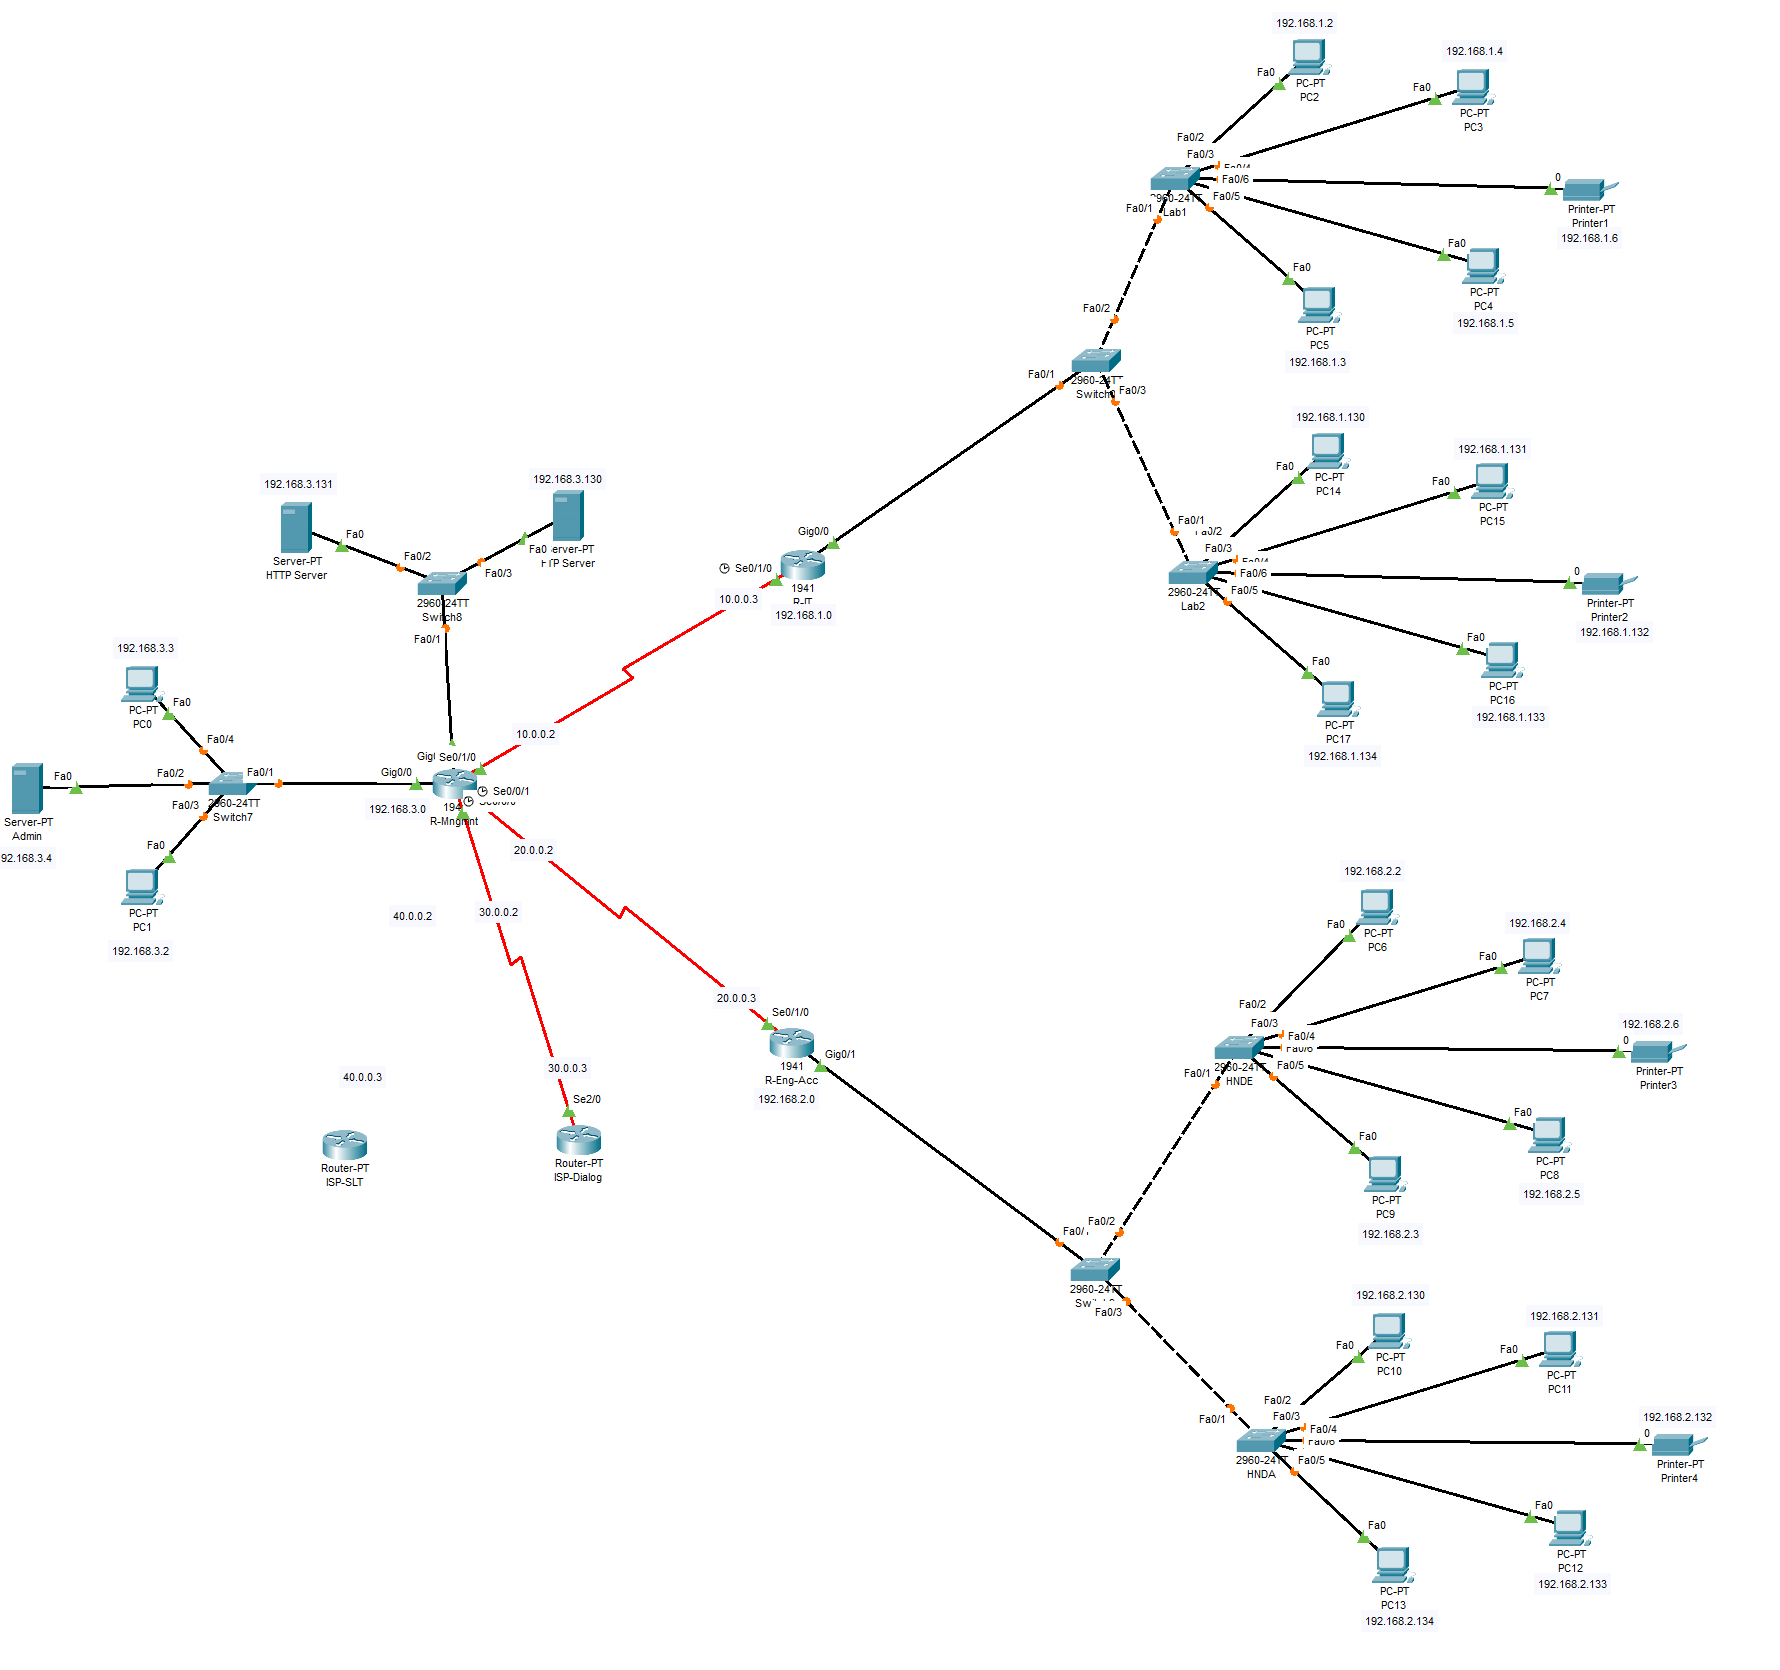 192.168.1.2
Fa0
PC-PT
PC2
192.168.1.4
Fa0
PC-PT
PC3
Fa0/2
Fa0/3
Fa0/4
Fa0/6
Fa0/5
Fa0/1
2960-24TT
Lab1
0
Printer-PT
Printer1
192.168.1.6
Fa0
PC-PT
PC4
192.168.1.5
Fa0
PC-PT
PC5
192.168.1.3
Fa0/2
Fa0/1
Fa0/3
2960-24TT
192.168.1.130
Fa0
PC-PT
PC14
192.168.1.131
Fa0
PC-PT
PC15
Fa0/1
Fa0/3
Fa0/6
Fa0/5
2960-24TT
Lab2
0
Printer-PT
Printer2
192.168.1.132
Fa0
PC-PT
PC16
192.168.1.133
Fa0
PC-PT
PC17
192.168.1.134
192.168.3.131
Fa0
Server-PT
HTTP Server
192.168.3.130
Fa0
Server
Fa0/2
Fa0/3
2960-24TT
Switch8
Fa0/1
Gig0/0
Se0/1/0
10.0.0.3
1941
R-IT
192.168.1.0
192.168.3.3
Fa0
PC-PT
PC0
Fa0/4
Fa0/2
Fa0/1
Fa0/3
2960-24TT
Switch7
Fa0
Server-PT
Admin
92.168.3.4
Fa0
PC-PT
PC1
192.168.3.2
10.0.0.2
Se0/1/0
Gig0/0
Se0/0/1
192.168.3.0
R-Mngmnt
20.0.0.2
40.0.0.2
30.0.0.2
20.0.0.3
Se0/1/0
Gig0/1
1941
R-Eng-Acc
192.168.2.0
40.0.0.3
Router-PT
ISP-SLT
30.0.0.3
Se2/0
Router-PT
ISP-Dialog
192.168.2.2
Fa0
PC-PT
PC6
192.168.2.4
Fa0
PC-PT
PC7
Fa0/2
Fa0/3
Fa0/4
Fa0/6
Fa0/5
Fa0/1
2960-24TT
HNDE
192.168.2.6
0
Printer-PT
Printer3
Fa0
PC-PT
PC8
192.168.2.5
Fa0
PC-PT
PC9
192.168.2.3
Fa0/2
2960-24TT
Fa0/3
192.168.2.130
Fa0
PC-PT
PC10
192.168.2.131
Fa0
PC-PT
PC11
Fa0/2
Fa0/3
Fa0/4
Fa0/6
Fa0/5
Fa0/1
2960-24TT
HNDA
192.168.2.132
0
Printer-PT
Printer4
Fa0
PC-PT
PC12
192.168.2.133
Fa0
PC-PT
PC13
192.168.2.134